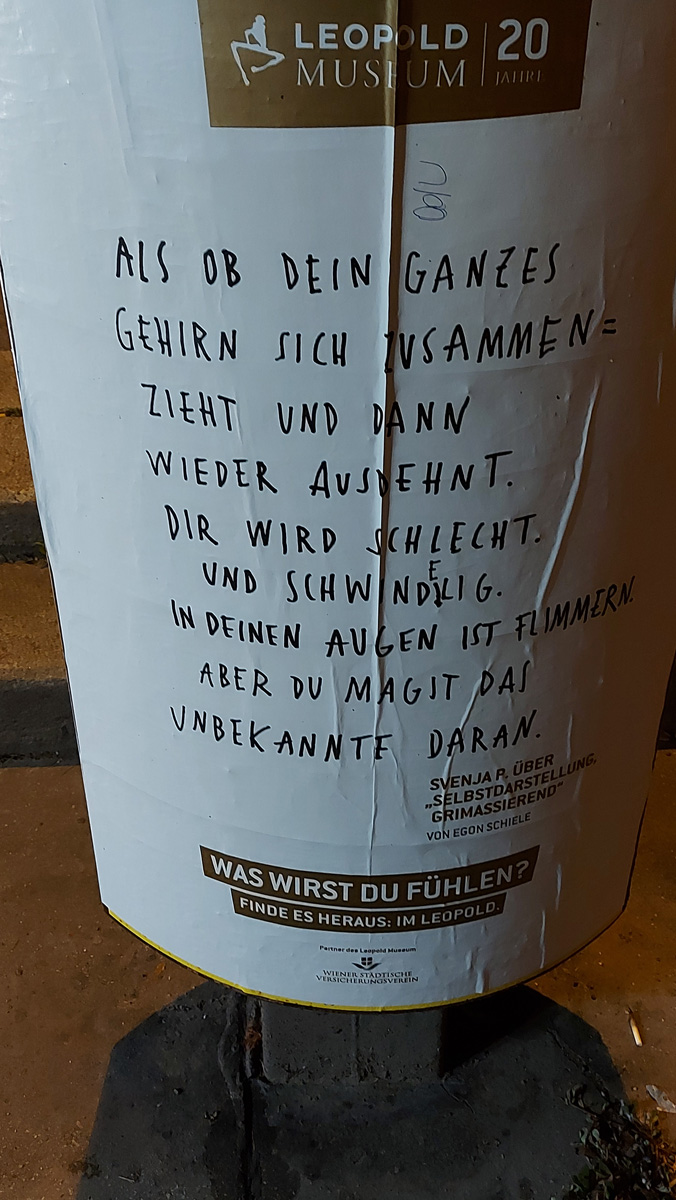 LEOPOLD
MUSEUM
20
JAHRE
ALS OB DEIN GANZES
GEHIRN SICH ZUSAMMEN=
ZIEHT UND DANN
WIEDER AUSDEHNT.
DIR WIRD SCHLECHT.
UND SCHWINDELIG.
IN DEINEN AUGEN IST FLIMMERN.
ABER DU MAGST DAS
UNBEKANNTE DARAN.
SVENJA P. ÜBER
„SELBSTDARSTELLUNG,
GRIMASSIEREND“
VON EGON SCHIELE
WAS WIRST DU FÜHLEN?
FINDE ES HERAUS: IM LEOPOLD.
Partner des Leopold Museum
WIENER STÄDTISCHE
VERSICHERUNGSVEREIN